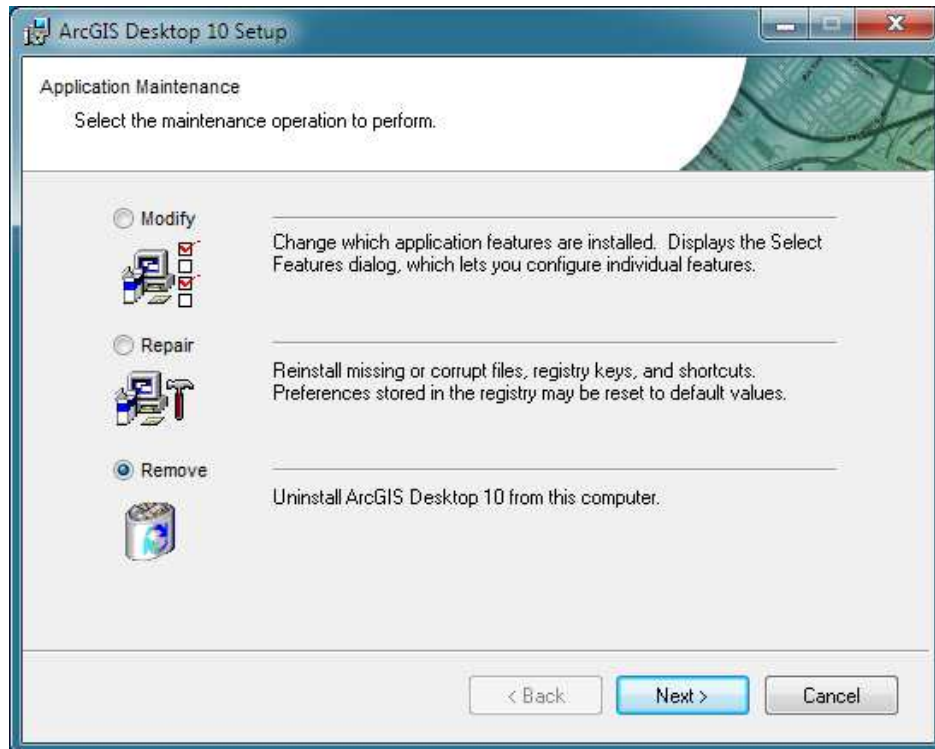 ArcGIS Desktop 10 Setup
Application Maintenance
Select the maintenance operation to perform.
Modify
Change which application features are installed.  Displays the Select
Features dialog, which lets you configure individual features.
Repair
Reinstall missing or corrupt files, registry keys, and shortcuts.
Preferences stored in the registry may be reset to default values.
Remove
Uninstall ArcGIS Desktop 10 from this computer.
< Back
Next >
Cancel